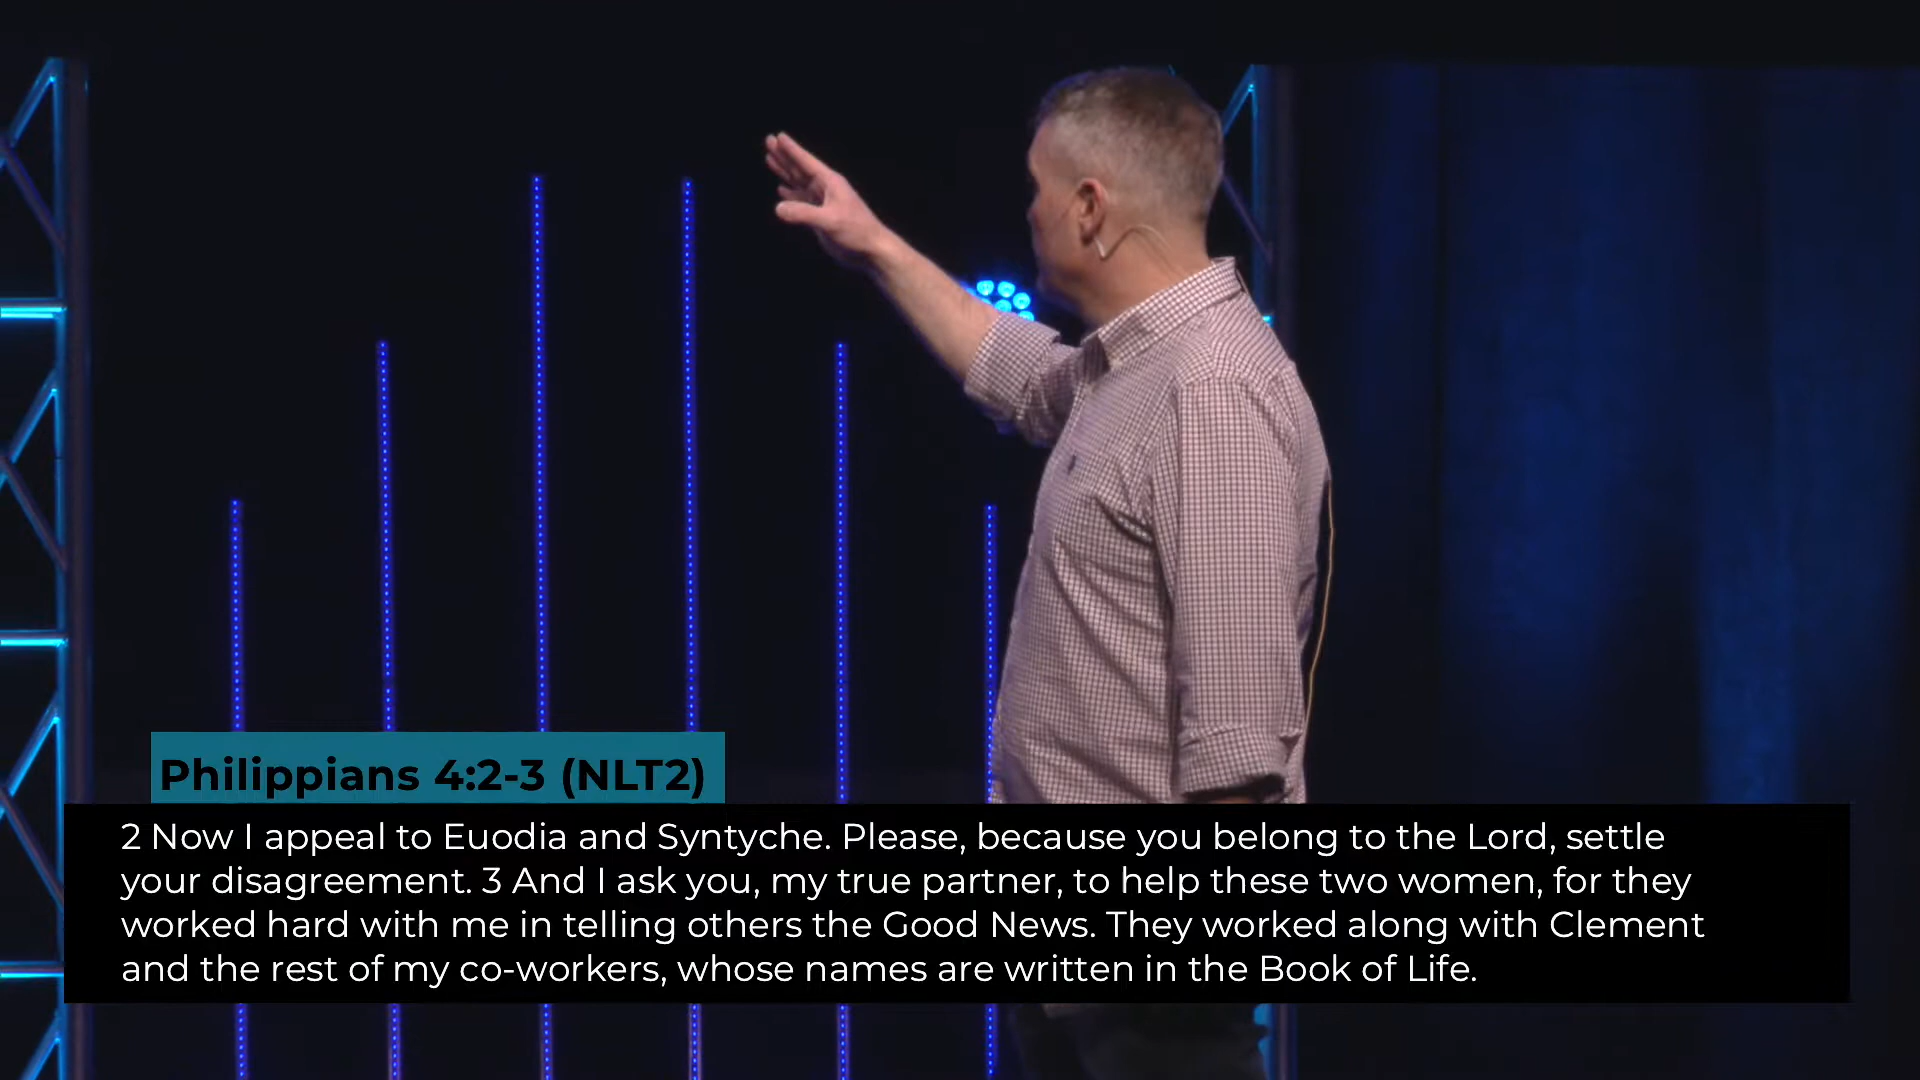 Philippians 4:2-3 (NLT2)
2 Now I appeal to Euodia and Syntyche. Please, because you belong to the Lord, settle
your disagreement. 3 And I ask you, my true partner, to help these two women, for they
worked hard with me in telling others the Good News. They worked along with Clement
and the rest of my co-workers, whose names are written in the Book of Life.